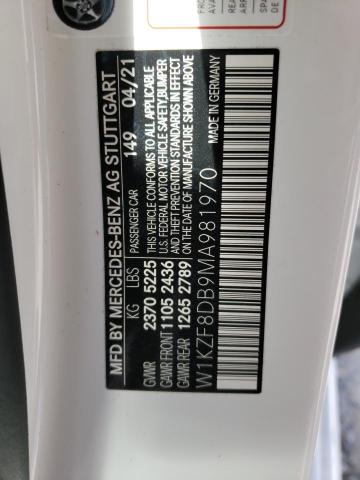 MFD BY MERCEDES-BENZ AG STUTTGART
KG LBS PASSENGER CAR 149 04/21
GVWR 2370 5225
GAWR FRONT 1105 2436
GAWR REAR 1265 2789
THIS VEHICLE CONFORMS TO ALL APPLICABLE
U.S. FEDERAL MOTOR VEHICLE SAFETY, BUMPER
AND THEFT PREVENTION STANDARDS IN EFFECT
ON THE DATE OF MANUFACTURE SHOWN ABOVE
W1KZF8DB9MA981970
MADE IN GERMANY